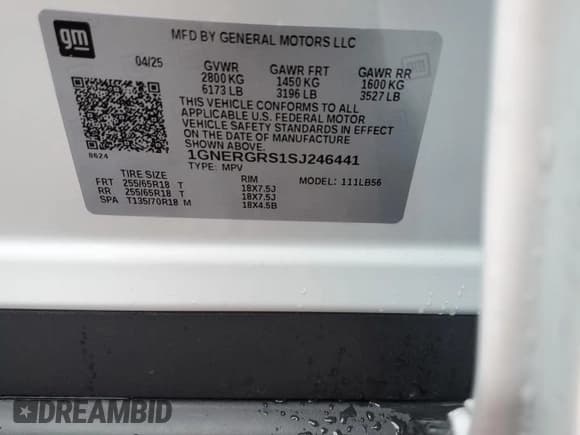 gm
MFD BY GENERAL MOTORS LLC
04/25 GVWR GAWR FRT GAWR RR
2800 KG 1450 KG 1600 KG
6173 LB 3196 LB 3527 LB
THIS VEHICLE CONFORMS TO ALL
APPLICABLE U.S. FEDERAL MOTOR
VEHICLE SAFETY STANDARDS IN EFFECT
ON THE DATE OF MANUFACTURE
SHOWN ABOVE.
8624 1GNERGRS1SJ246441
TYPE: MPV MODEL: 111LB56
TIRE SIZE RIM
FRT 255/65R18 T 18X7.5J
RR 255/65R18 T 18X7.5J
SPA T135/70R18 M 18X4.5B
DREAMBID